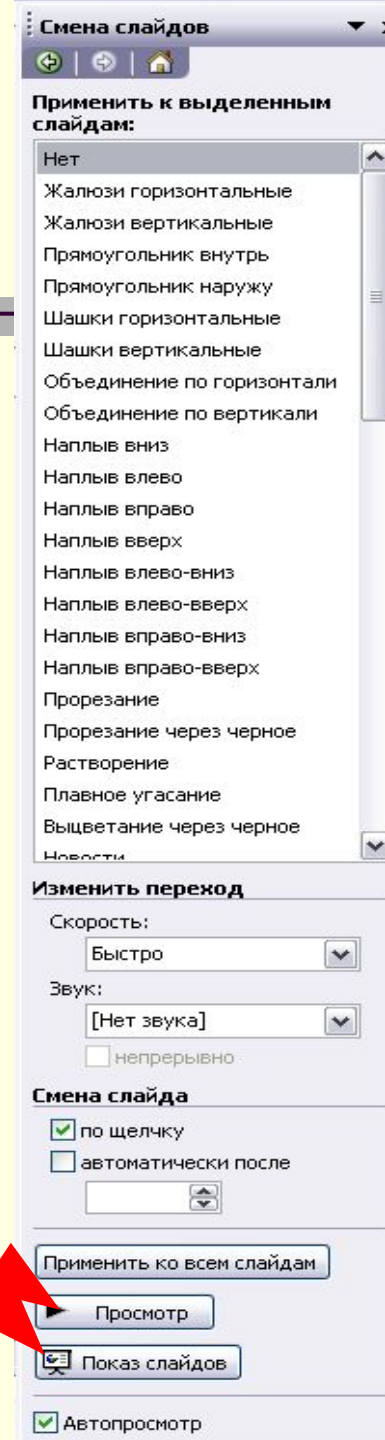 Смена слайдов
Применить к выделенным
слайдам:
Нет
Жалюзи горизонтальные
Жалюзи вертикальные
Прямоугольник внутрь
Прямоугольник наружу
Шашки горизонтальные
Шашки вертикальные
Объединение по горизонтали
Объединение по вертикали
Наплыв вниз
Наплыв влево
Наплыв вправо
Наплыв вверх
Наплыв влево-вниз
Наплыв влево-вверх
Наплыв вправо-вниз
Наплыв вправо-вверх
Прорезание
Прорезание через черное
Растворение
Плавное угасание
Выцветание через черное
Новости
Изменить переход
Скорость:
Быстро
Звук:
[Нет звука]
непрерывно
Смена слайда
по щелчку
автоматически после
Применить ко всем слайдам
Просмотр
Показ слайдов
Автопросмотр